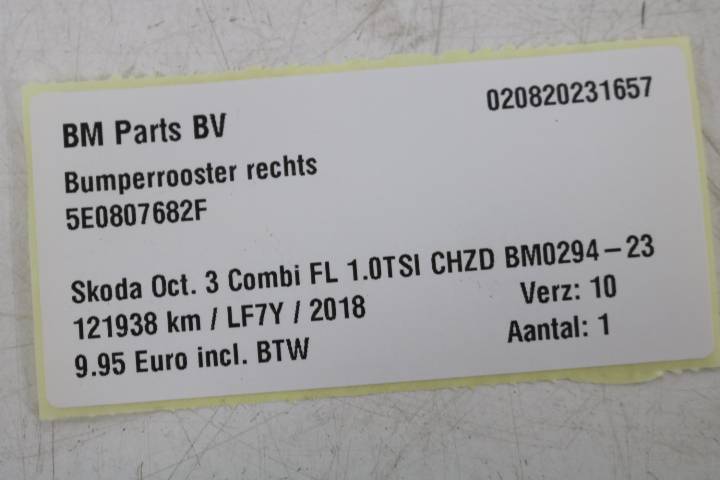 BM Parts BV
020820231657
Bumperrooster rechts
5E0807682F
Skoda Oct. 3 Combi FL 1.0TSI CHZD BM0294-23
121938 km / LF7Y / 2018
Verz: 10
9.95 Euro incl. BTW
Aantal: 1